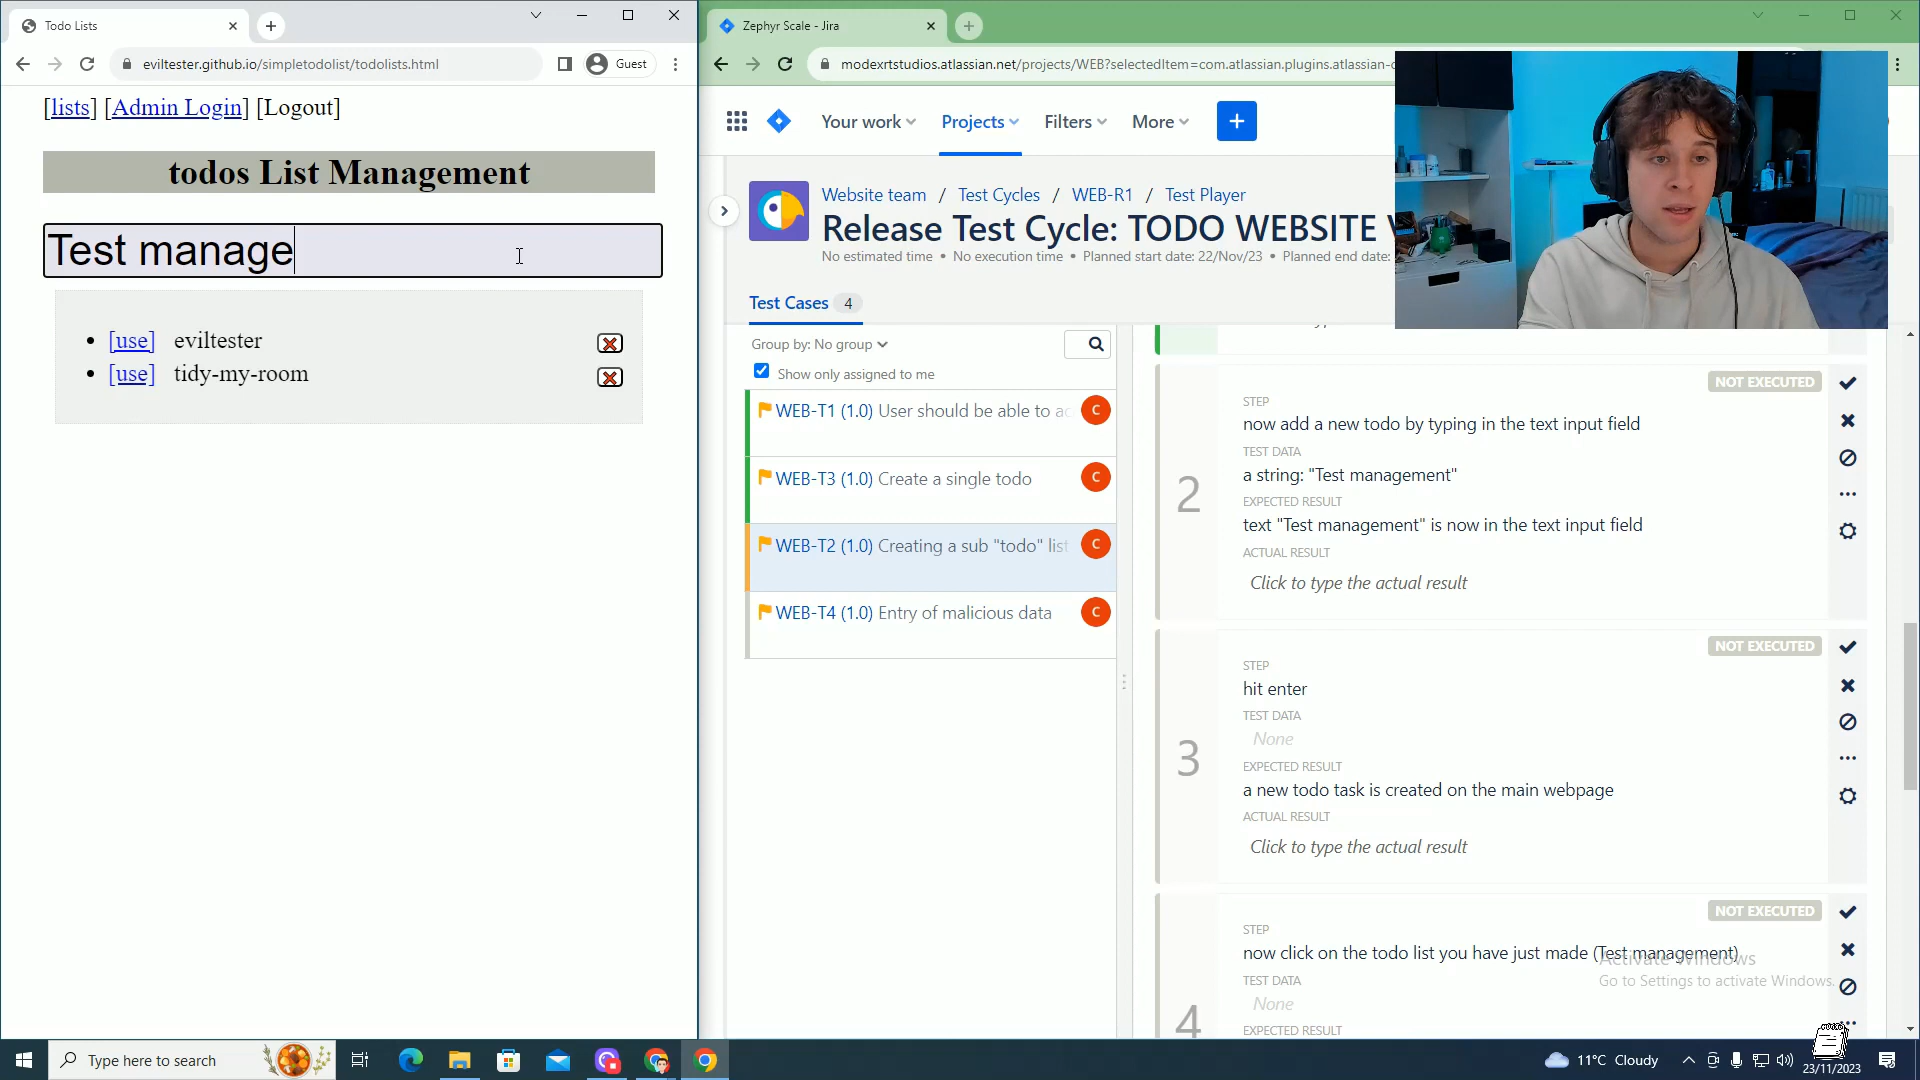 Todo Lists
eviltester.github.io/simpletodolist/todolists.html
Guest
[lists] [Admin Login] [Logout]
todos List Management
Test manage
[use] eviltester
[use] tidy-my-room
Zephyr Scale - Jira
modexrtstudios.atlassian.net/projects/WEB?selectedItem=com.atlassian.plugins.atlassian-c
Your work
Projects
Filters
More
Website team / Test Cycles / WEB-R1 / Test Player
Release Test Cycle: TODO WEBSITE
No estimated time • No execution time • Planned start date: 22/Nov/23 • Planned end date:
Test Cases 4
Group by: No group
Show only assigned to me
WEB-T1 (1.0) User should be able to ac
C
WEB-T3 (1.0) Create a single todo
C
WEB-T2 (1.0) Creating a sub "todo" list
C
WEB-T4 (1.0) Entry of malicious data
C
NOT EXECUTED
2
STEP
now add a new todo by typing in the text input field
TEST DATA
a string: "Test management"
EXPECTED RESULT
text "Test management" is now in the text input field
ACTUAL RESULT
Click to type the actual result
NOT EXECUTED
3
STEP
hit enter
TEST DATA
None
EXPECTED RESULT
a new todo task is created on the main webpage
ACTUAL RESULT
Click to type the actual result
NOT EXECUTED
4
STEP
now click on the todo list you have just made (Test management)
TEST DATA
None
EXPECTED RESULT
Activate Windows
Go to Settings to activate Windows.
Type here to search
11°C Cloudy
23/11/2023